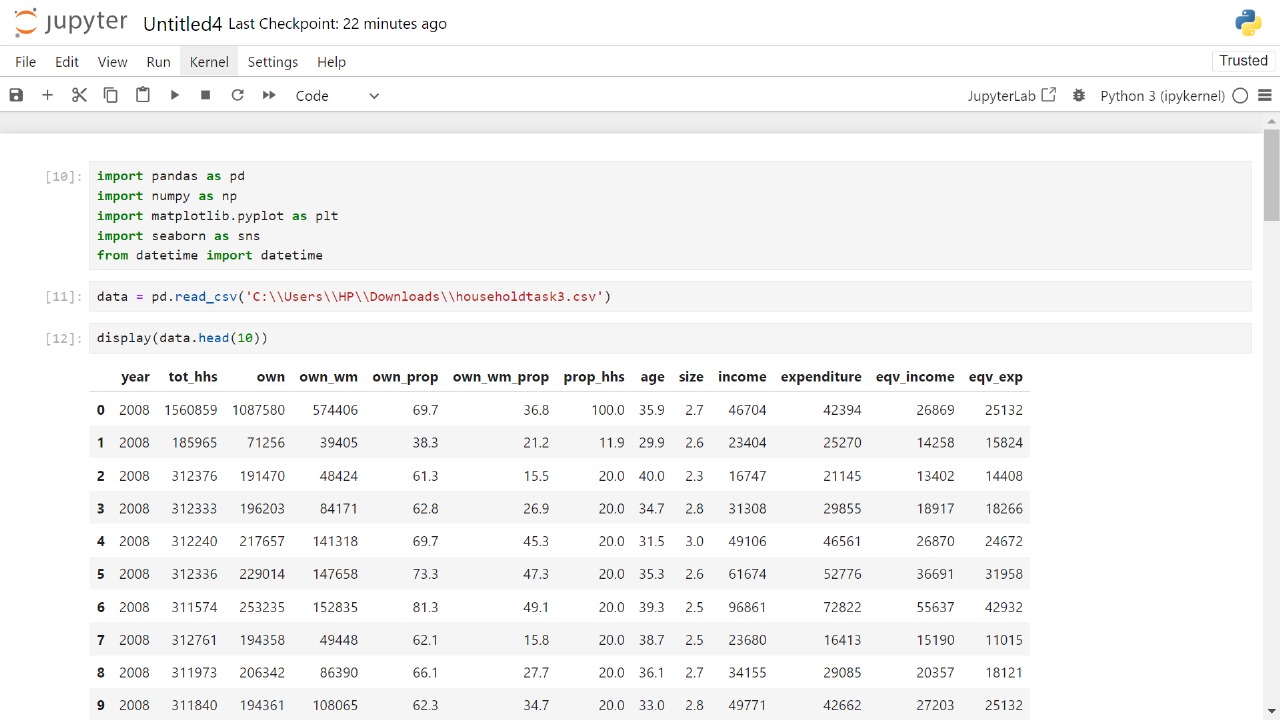 jupyter Untitled4 Last Checkpoint: 22 minutes ago
File Edit View Run Kernel Settings Help Trusted
Code JupyterLab Python 3 (ipykernel)
[10]: import pandas as pd
import numpy as np
import matplotlib.pyplot as plt
import seaborn as sns
from datetime import datetime
[11]: data = pd.read_csv('C:\\Users\\HP\\Downloads\\householdtask3.csv')
[12]: display(data.head(10))
year tot_hhs own own_wm own_prop own_wm_prop prop_hhs age size income expenditure eqv_income eqv_exp
0 2008 1560859 1087580 574406 69.7 36.8 100.0 35.9 2.7 46704 42394 26869 25132
1 2008 185965 71256 39405 38.3 21.2 11.9 29.9 2.6 23404 25270 14258 15824
2 2008 312376 191470 48424 61.3 15.5 20.0 40.0 2.3 16747 21145 13402 14408
3 2008 312333 196203 84171 62.8 26.9 20.0 34.7 2.8 31308 29855 18917 18266
4 2008 312240 217657 141318 69.7 45.3 20.0 31.5 3.0 49106 46561 26870 24672
5 2008 312336 229014 147658 73.3 47.3 20.0 35.3 2.6 61674 52776 36691 31958
6 2008 311574 253235 152835 81.3 49.1 20.0 39.3 2.5 96861 72822 55637 42932
7 2008 312761 194358 49448 62.1 15.8 20.0 38.7 2.5 23680 16413 15190 11015
8 2008 311973 206342 86390 66.1 27.7 20.0 36.1 2.7 34155 29085 20357 18121
9 2008 311840 194361 108065 62.3 34.7 20.0 33.0 2.8 49771 42662 27203 25132